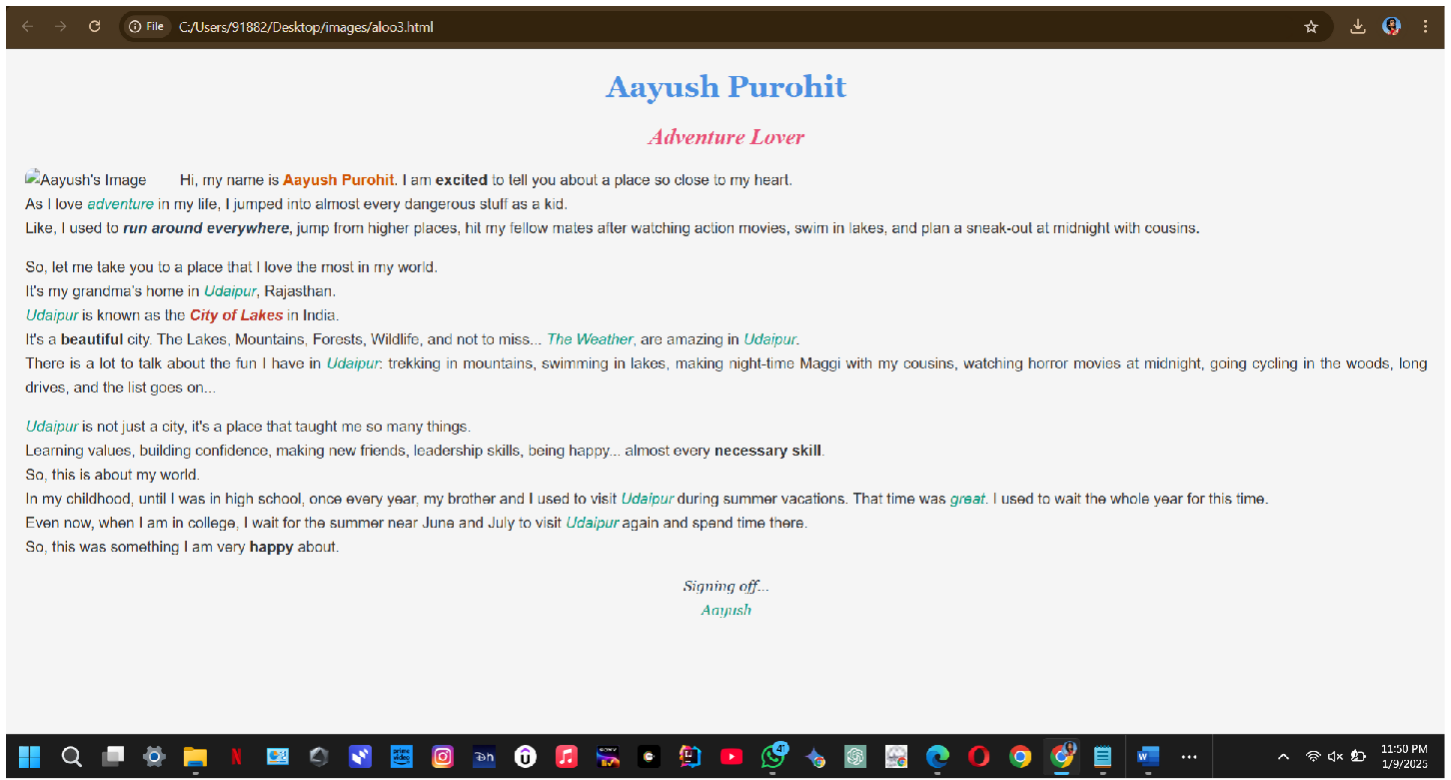 File C:/Users/91882/Desktop/images/aloo3.html
Aayush Purohit
Adventure Lover
Aayush's Image Hi, my name is Aayush Purohit. I am excited to tell you about a place so close to my heart.
As I love adventure in my life, I jumped into almost every dangerous stuff as a kid.
Like, I used to run around everywhere, jump from higher places, hit my fellow mates after watching action movies, swim in lakes, and plan a sneak-out at midnight with cousins.
So, let me take you to a place that I love the most in my world.
It's my grandma's home in Udaipur, Rajasthan.
Udaipur is known as the City of Lakes in India.
It's a beautiful city. The Lakes, Mountains, Forests, Wildlife, and not to miss... The Weather, are amazing in Udaipur.
There is a lot to talk about the fun I have in Udaipur: trekking in mountains, swimming in lakes, making night-time Maggi with my cousins, watching horror movies at midnight, going cycling in the woods, long
drives, and the list goes on...
Udaipur is not just a city, it's a place that taught me so many things.
Learning values, building confidence, making new friends, leadership skills, being happy... almost every necessary skill.
So, this is about my world.
In my childhood, until I was in high school, once every year, my brother and I used to visit Udaipur during summer vacations. That time was great. I used to wait the whole year for this time.
Even now, when I am in college, I wait for the summer near June and July to visit Udaipur again and spend time there.
So, this was something I am very happy about.
Signing off...
Aayush
11:50 PM
1/9/2025